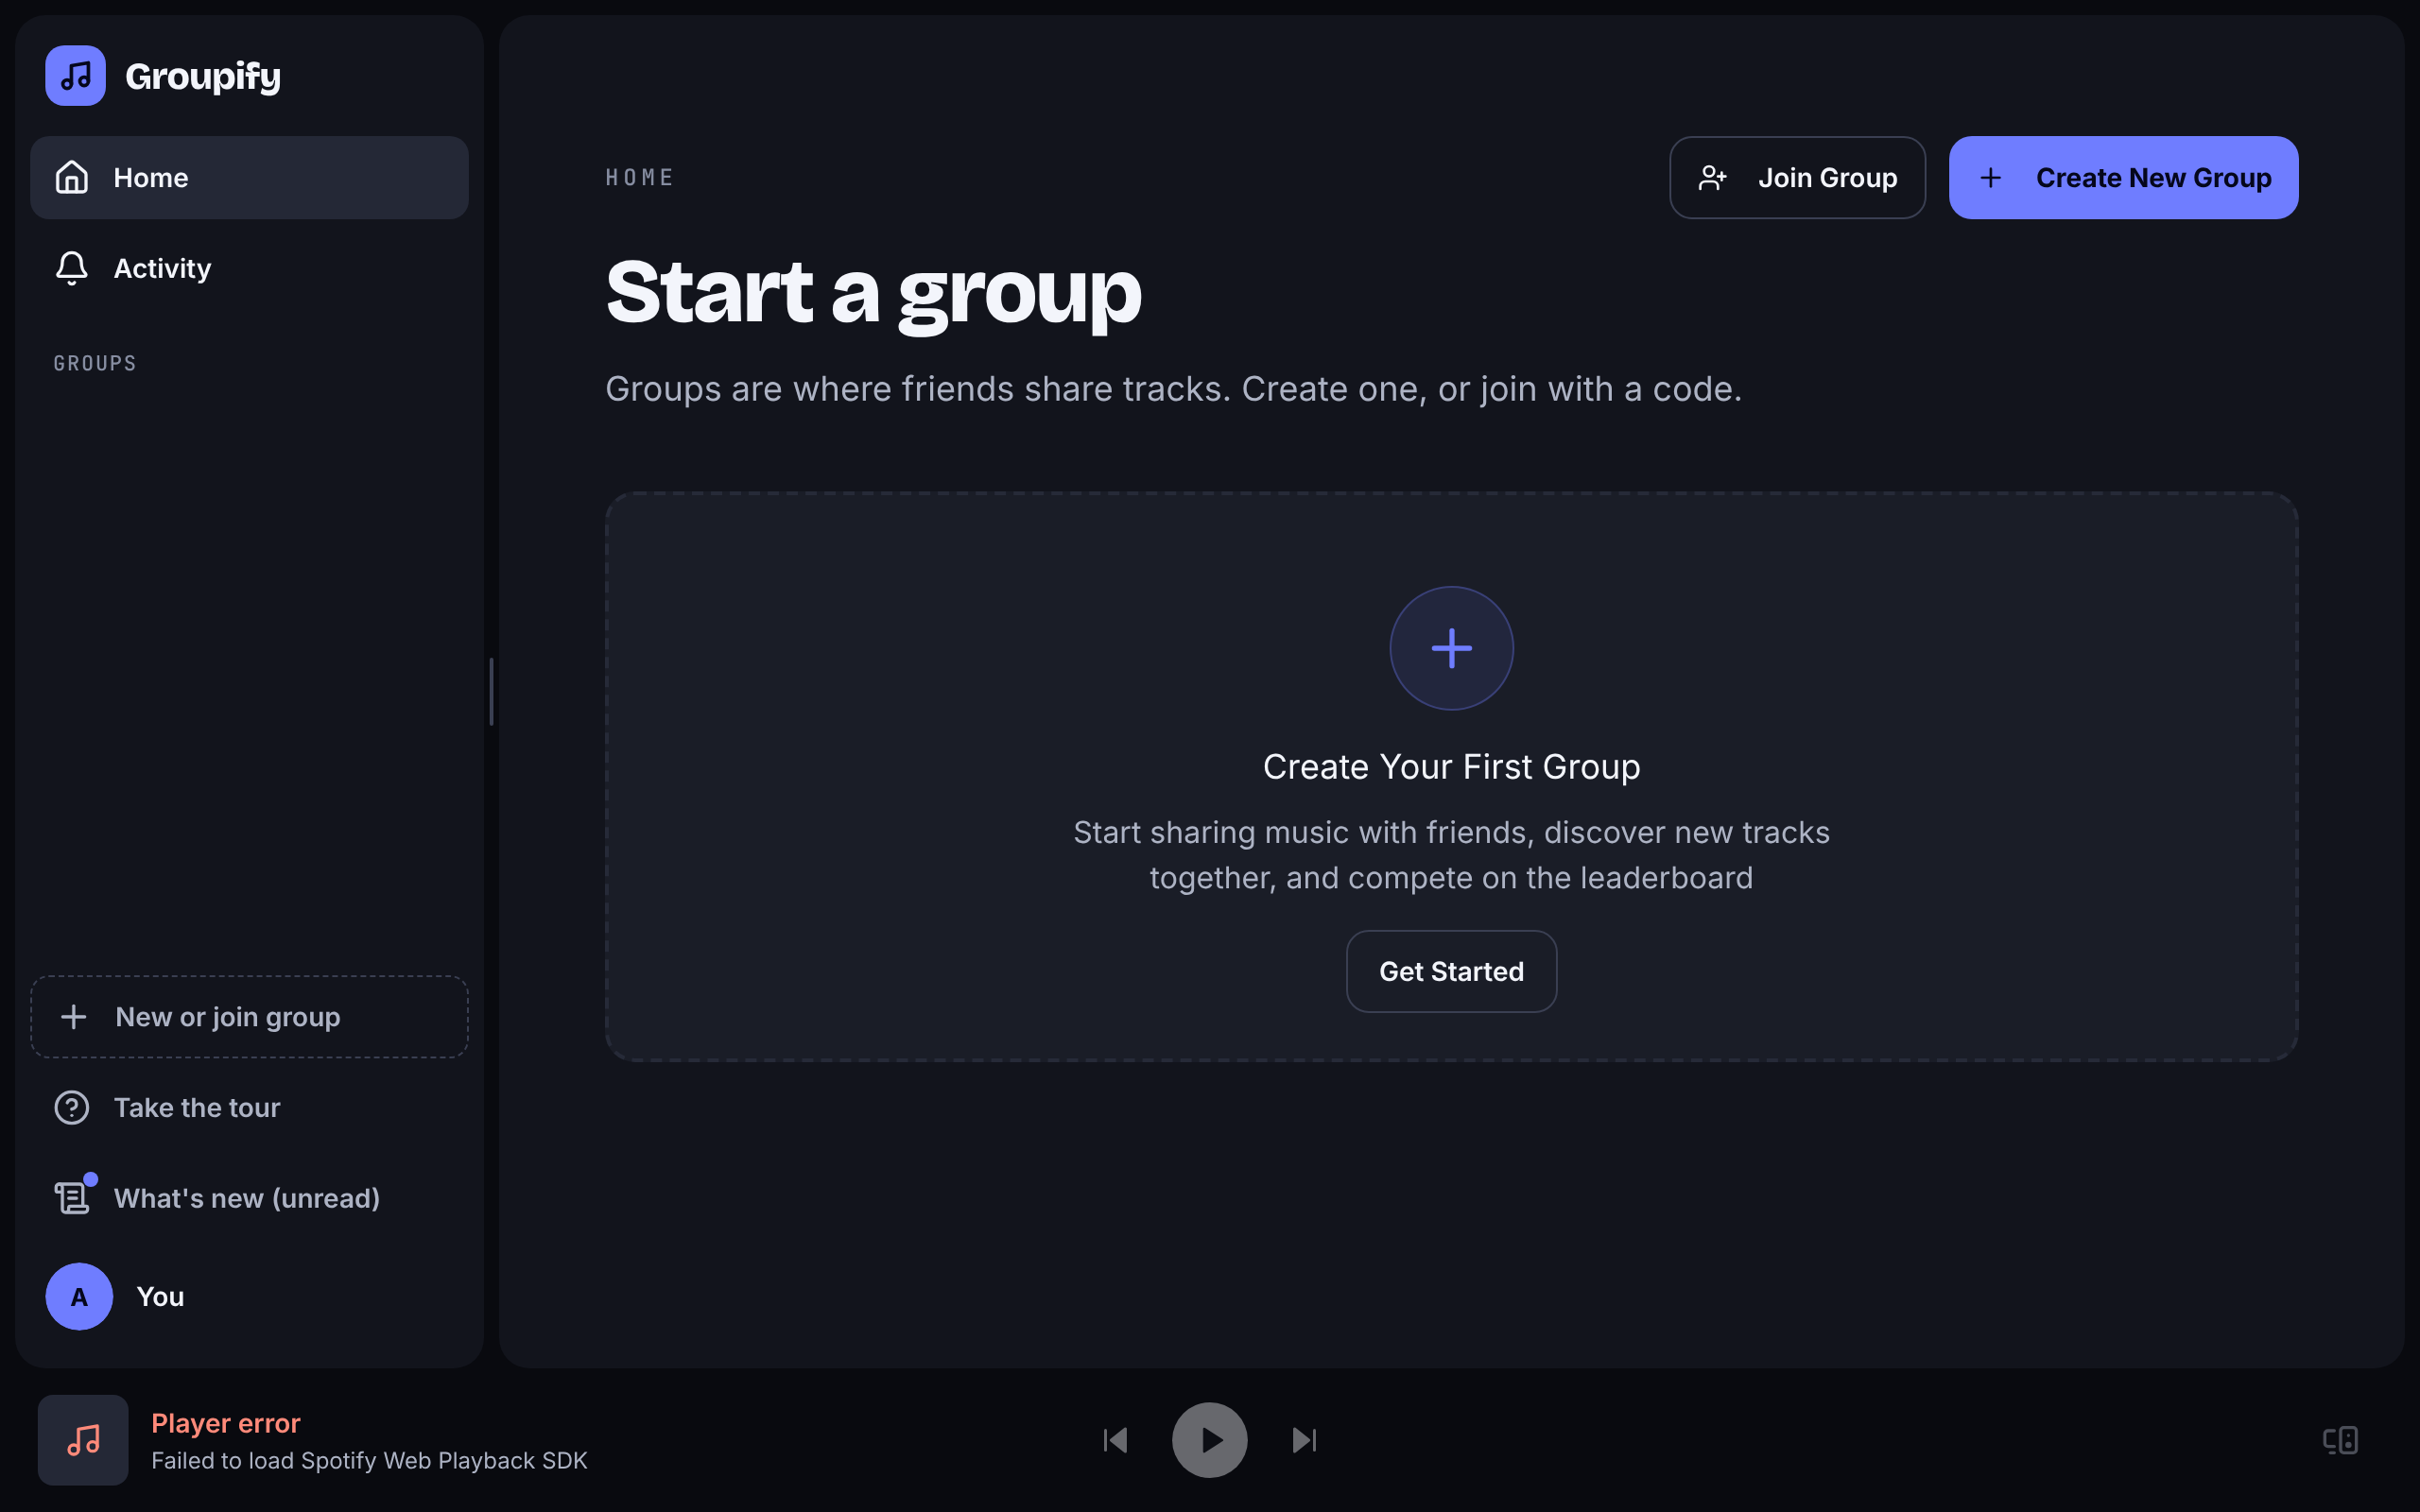 Groupify
Home
Activity
GROUPS
New or join group
Take the tour
What's new (unread)
A
You
HOME
Join Group
Create New Group
Start a group
Groups are where friends share tracks. Create one, or join with a code.
Create Your First Group
Start sharing music with friends, discover new tracks
together, and compete on the leaderboard
Get Started
Player error
Failed to load Spotify Web Playback SDK